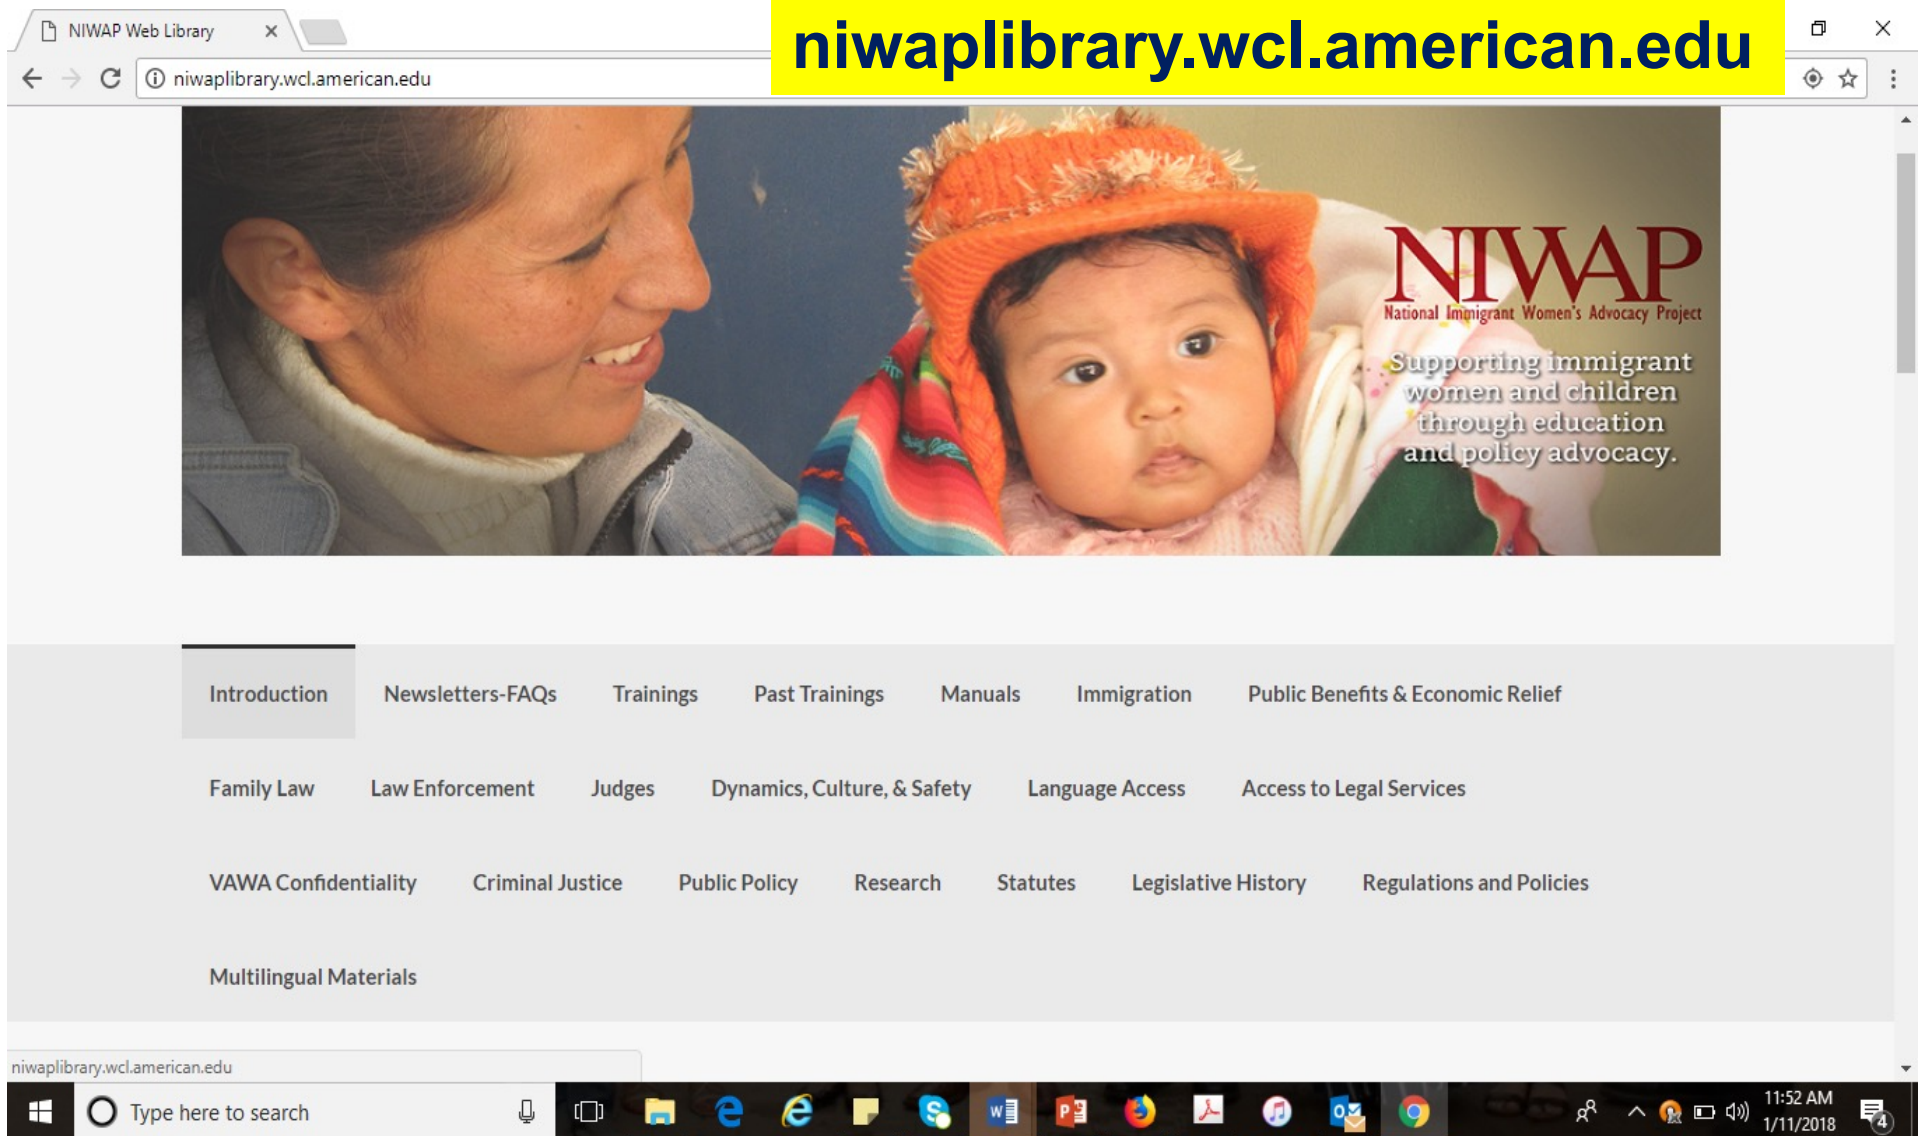 NIWAP Web Library
niwaplibrary.wcl.american.edu
niwaplibrary.wcl.american.edu
NIWAP
National Immigrant Women's Advocacy Project
Supporting immigrant
women and children
through education
and policy advocacy.
Introduction Newsletters-FAQs Trainings Past Trainings Manuals Immigration Public Benefits & Economic Relief
Family Law Law Enforcement Judges Dynamics, Culture, & Safety Language Access Access to Legal Services
VAWA Confidentiality Criminal Justice Public Policy Research Statutes Legislative History Regulations and Policies
Multilingual Materials
niwaplibrary.wcl.american.edu
Type here to search
11:52 AM
1/11/2018
4